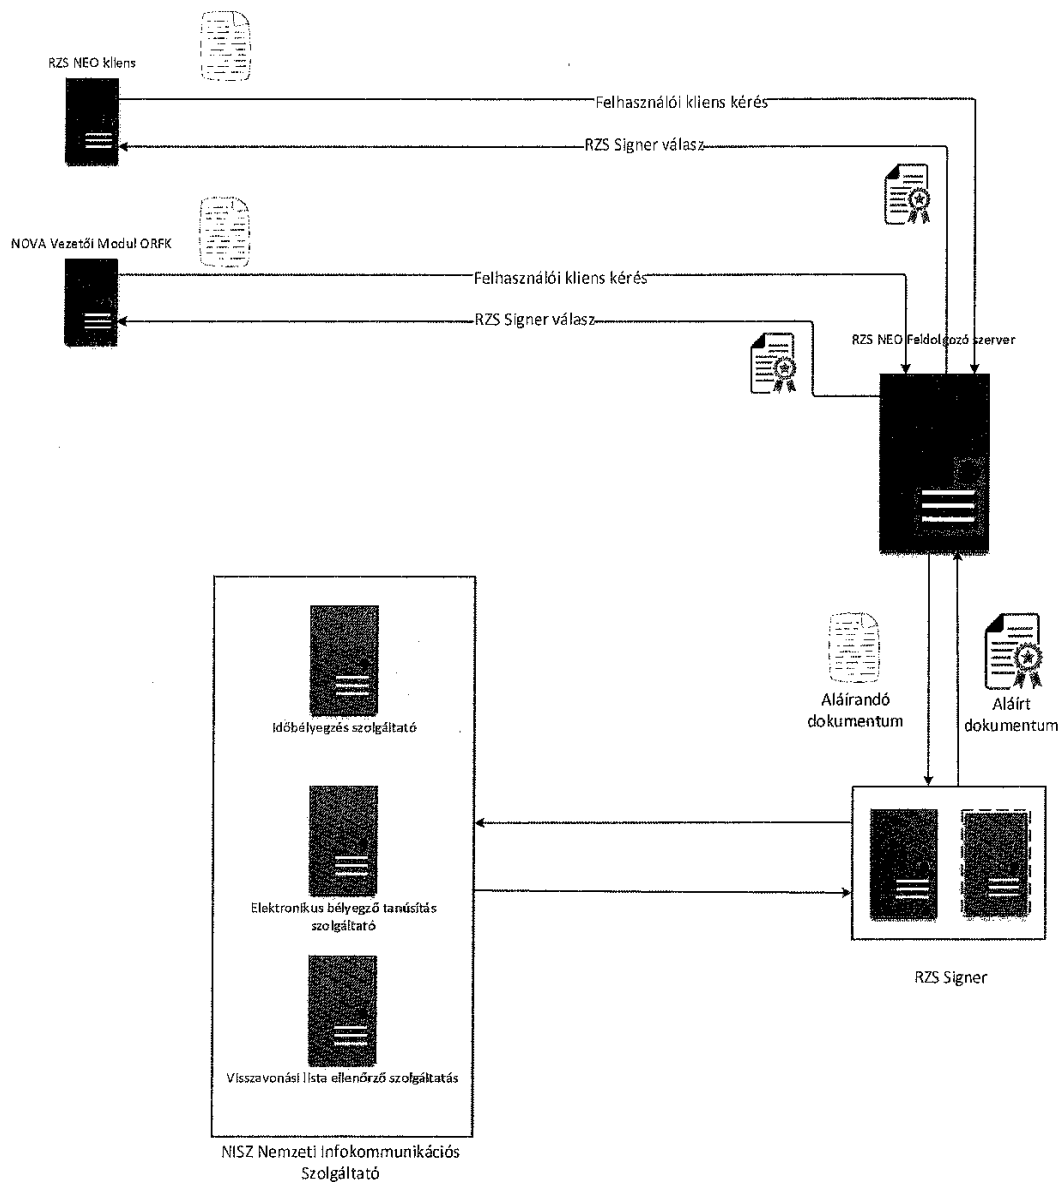 RZS NEO kliens
Felhasználói kliens kérés
RZS Signer válasz
NOVA Vezetői Modul ORFK
Felhasználói kliens kérés
RZS Signer válasz
RZS NEO Feldolgozó szerver
Aláírandó
dokumentum
Aláírt
dokumentum
Időbélyegzés szolgáltató
Elektronikus bélyegző tanúsítás
szolgáltató
Visszavonási lista ellenőrző szolgáltatás
RZS Signer
NISZ Nemzeti Infokommunikációs
Szolgáltató